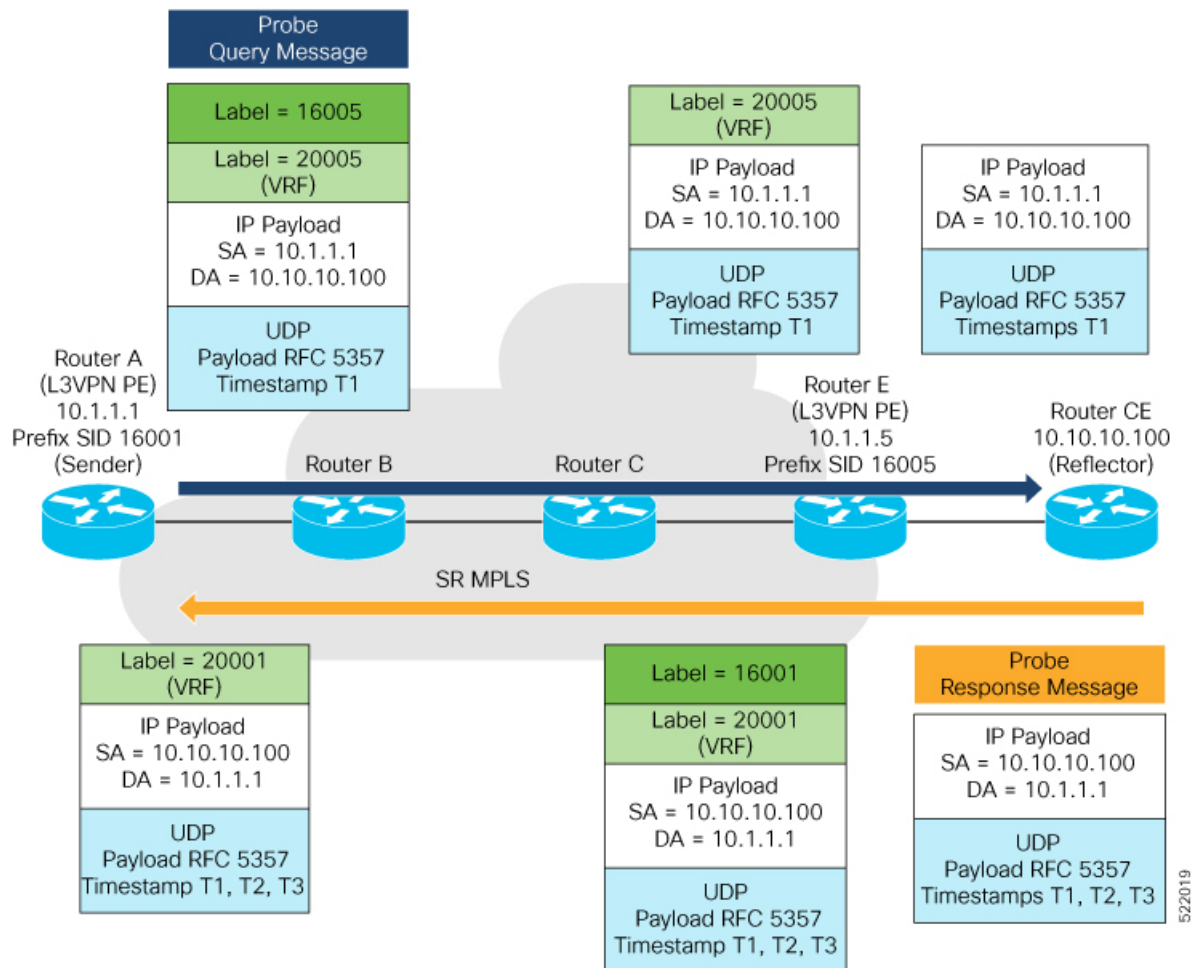 Probe
Query Message
Label = 16005
Label = 20005
(VRF)
IP Payload
SA = 10.1.1.1
DA = 10.10.10.100
UDP
Payload RFC 5357
Timestamp T1
Label = 20005
(VRF)
IP Payload
SA = 10.1.1.1
DA = 10.10.10.100
UDP
Payload RFC 5357
Timestamp T1
IP Payload
SA = 10.1.1.1
DA = 10.10.10.100
UDP
Payload RFC 5357
Timestamps T1
Router A
(L3VPN PE)
10.1.1.1
Prefix SID 16001
(Sender)
Router B
Router C
Router E
(L3VPN PE)
10.1.1.5
Prefix SID 16005
Router CE
10.10.10.100
(Reflector)
SR MPLS
Label = 20001
(VRF)
IP Payload
SA = 10.10.10.100
DA = 10.1.1.1
UDP
Payload RFC 5357
Timestamp T1, T2, T3
Label = 16001
Label = 20001
(VRF)
IP Payload
SA = 10.10.10.100
DA = 10.1.1.1
UDP
Payload RFC 5357
Timestamp T1, T2, T3
Probe
Response Message
IP Payload
SA = 10.10.10.100
DA = 10.1.1.1
UDP
Payload RFC 5357
Timestamps T1, T2, T3
522019